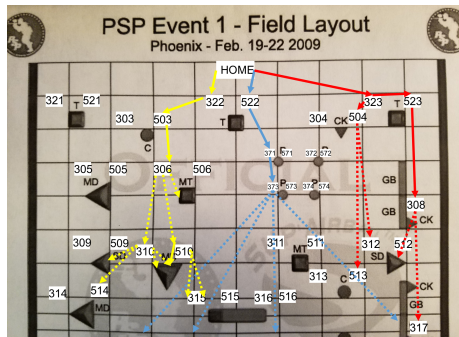 PSP Event 1 - Field Layout
Phoenix - Feb. 19-22 2009
HOME
321 521 322 522 323 523
T T
303 503 T 304 CK 504
C
371 571 372 572
305 505 306 506 P P GB
MD MT 373 573 374 574
GB 308
CK
309 509 310 510 311 511 312 512
MT SD
514 313 513
314 315 515 316 516 C CK
MD GB
317